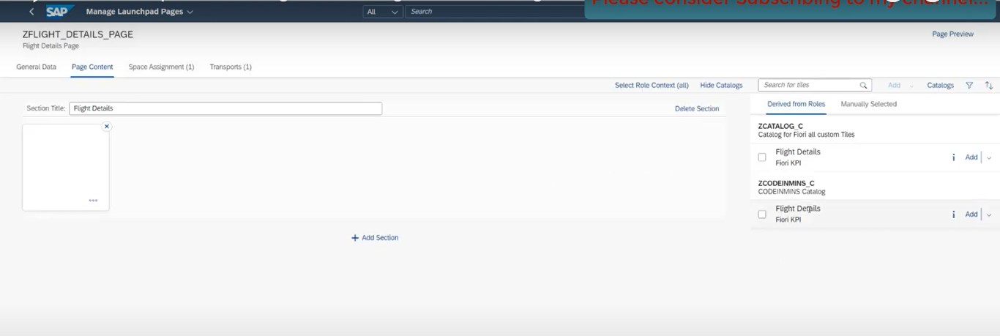 SAP Manage Launchpad Pages All Search
Please consider Subscribing to my channel...
ZFLIGHT_DETAILS_PAGE
Page Preview
Flight Details Page
General Data Page Content Space Assignment (1) Transports (1)
Select Role Context (all) Hide Catalogs Search for tiles Add Catalogs
Section Title: Flight Details Delete Section
Derived from Roles Manually Selected
ZCATALOG_C
Catalog for Fiori all custom Tiles
Flight Details
Fiori KPI
i Add
ZCODEINMINS_C
CODEINMINS Catalog
Flight Details
Fiori KPI
i Add
+ Add Section